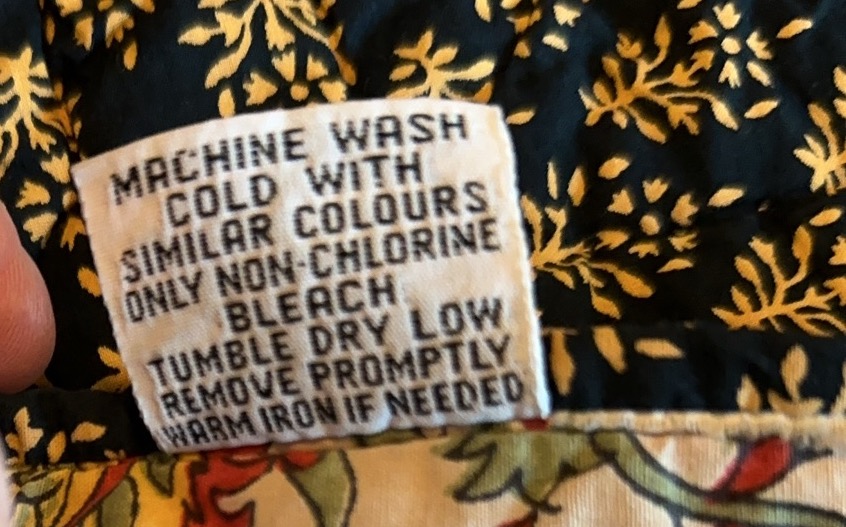 MACHINE WASH
COLD WITH
SIMILAR COLOURS
ONLY NON-CHLORINE
BLEACH
TUMBLE DRY LOW
REMOVE PROMPTLY
WARM IRON IF NEEDED